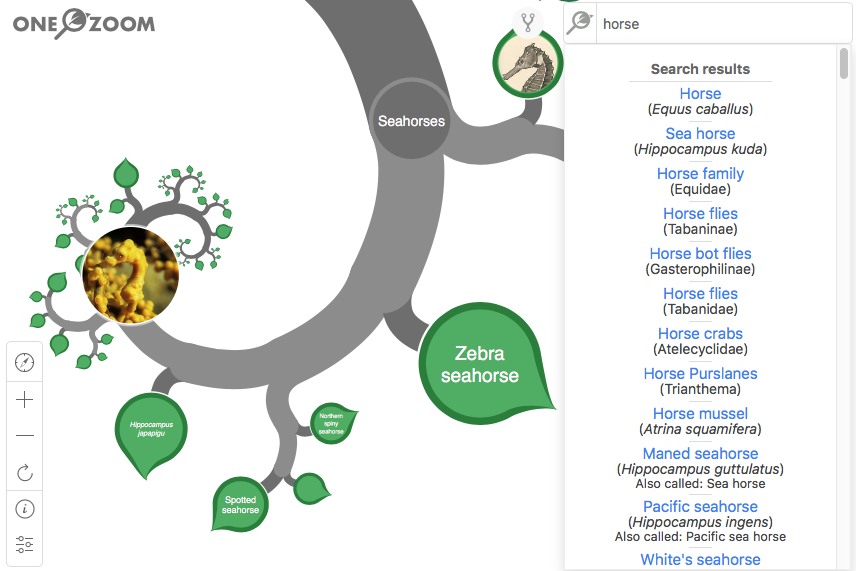 ONE ZOOM
horse
Search results
Horse
(Equus caballus)
Sea horse
(Hippocampus kuda)
Horse family
(Equidae)
Horse flies
(Tabaninae)
Horse bot flies
(Gasterophilinae)
Horse flies
(Tabanidae)
Horse crabs
(Atelecyclidae)
Horse Purslanes
(Trianthema)
Horse mussel
(Atrina squamifera)
Maned seahorse
(Hippocampus guttulatus)
Also called: Sea horse
Pacific seahorse
(Hippocampus ingens)
Also called: Pacific sea horse
White's seahorse
Seahorses
Zebra
seahorse
Hippocampus
japapigu
Northern
spiny
seahorse
Spotted
seahorse